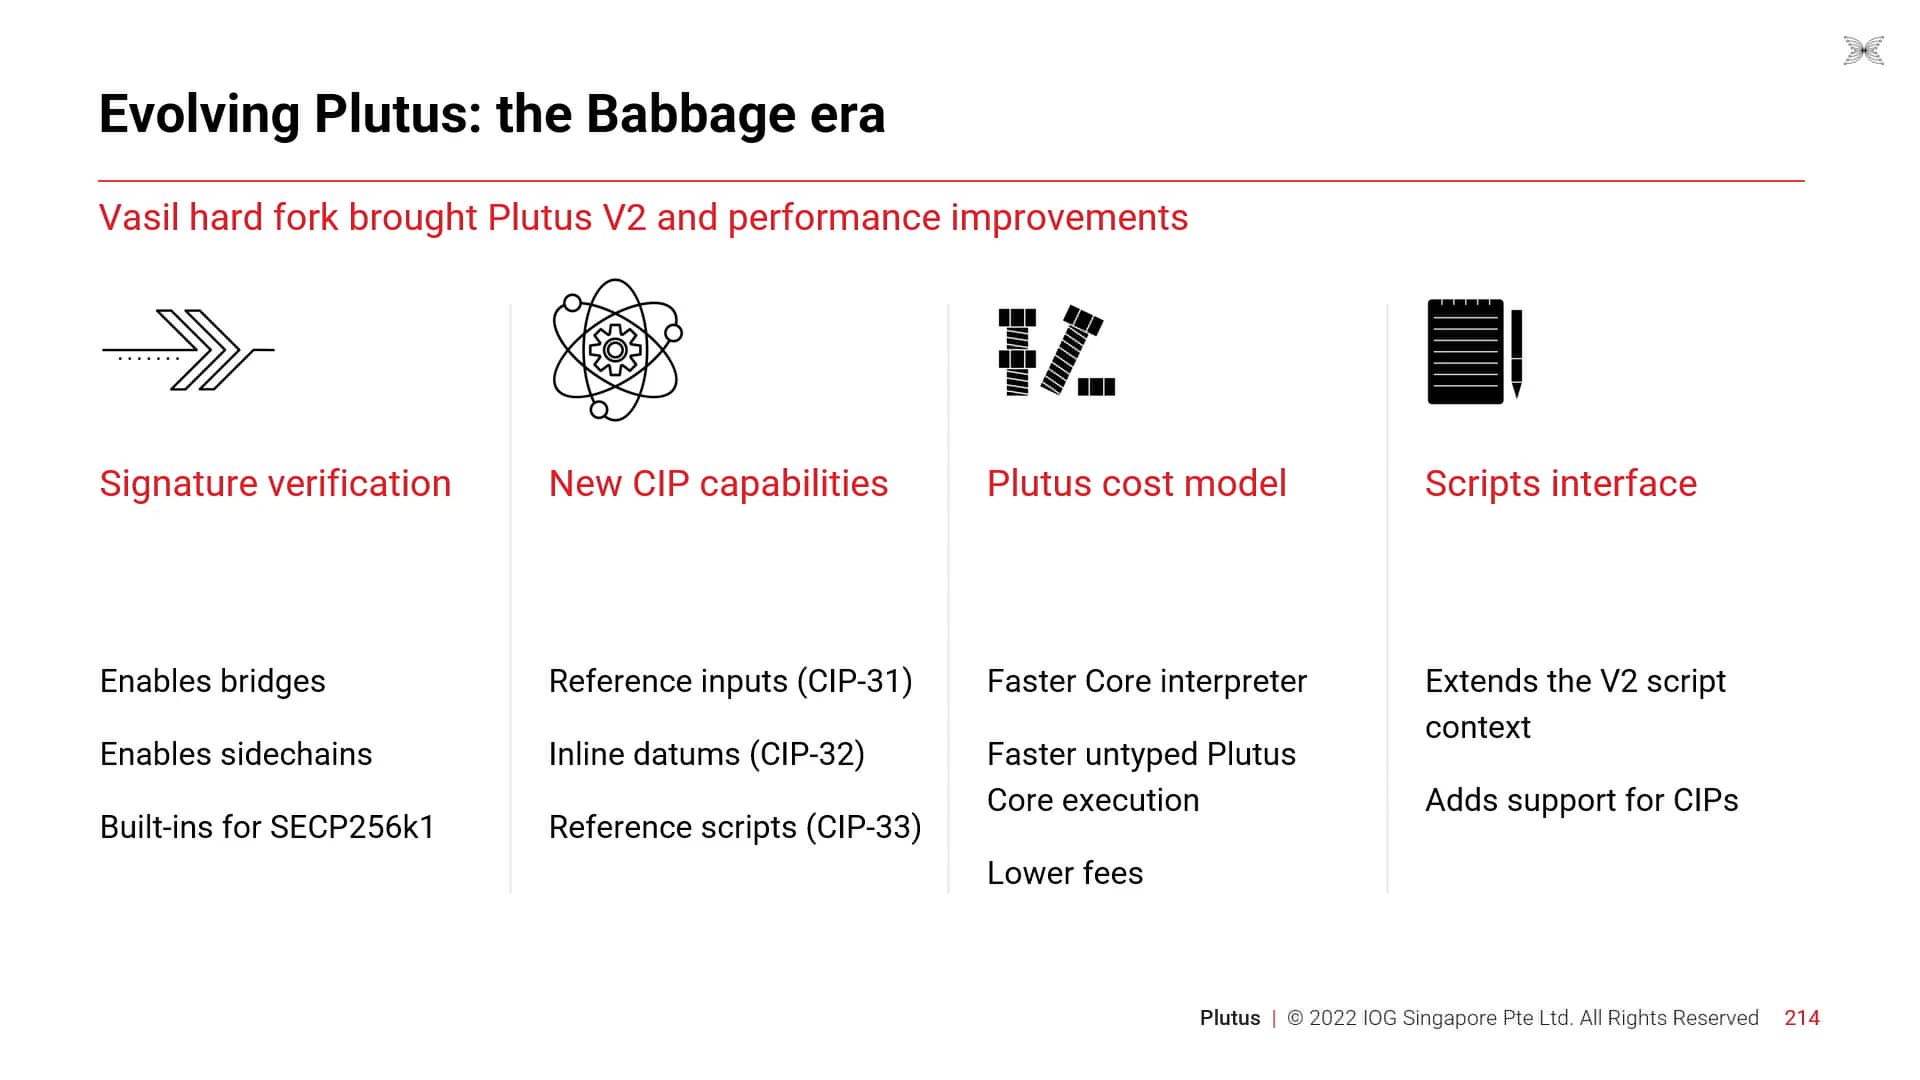 Evolving Plutus: the Babbage era
Vasil hard fork brought Plutus V2 and performance improvements
Signature verification
Enables bridges
Enables sidechains
Built-ins for SECP256k1
New CIP capabilities
Reference inputs (CIP-31)
Inline datums (CIP-32)
Reference scripts (CIP-33)
Plutus cost model
Faster Core interpreter
Faster untyped Plutus
Core execution
Lower fees
Scripts interface
Extends the V2 script
context
Adds support for CIPs
Plutus | © 2022 IOG Singapore Pte Ltd. All Rights Reserved 214